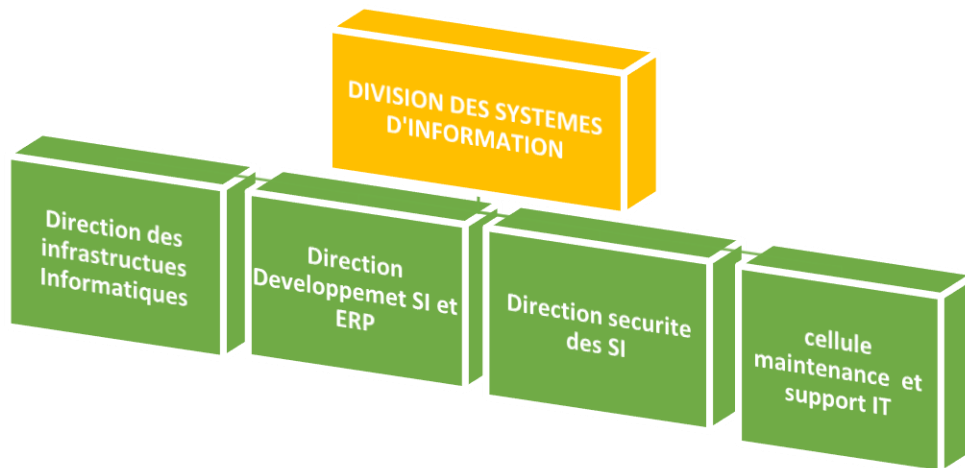 DIVISION DES SYSTEMES
D'INFORMATION
Direction des
infrastructues
Informatiques
Direction
Developpemet SI et
ERP
Direction securite
des SI
cellule
maintenance et
support IT